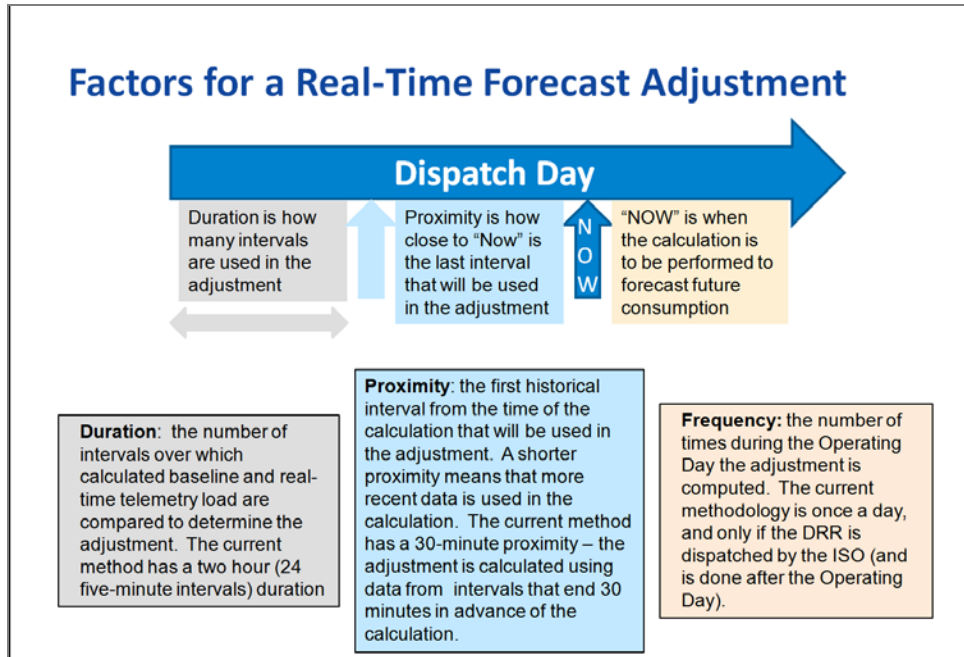 Factors for a Real-Time Forecast Adjustment
Dispatch Day
Duration is how
many intervals
are used in the
adjustment
Proximity is how
close to “Now” is
the last interval
that will be used
in the adjustment
N
O
W
“NOW” is when
the calculation is
to be performed to
forecast future
consumption
Duration:  the number of
intervals over which
calculated baseline and real-
time telemetry load are
compared to determine the
adjustment.  The current
method has a two hour (24
five-minute intervals) duration
Proximity: the first historical
interval from the time of the
calculation that will be used in
the adjustment.  A shorter
proximity means that more
recent data is used in the
calculation.  The current method
has a 30-minute proximity – the
adjustment is calculated using
data from  intervals that end 30
minutes in advance of the
calculation.
Frequency: the number of
times during the Operating
Day the adjustment is
computed.  The current
methodology is once a day,
and only if the DRR is
dispatched by the ISO (and
is done after the Operating
Day).